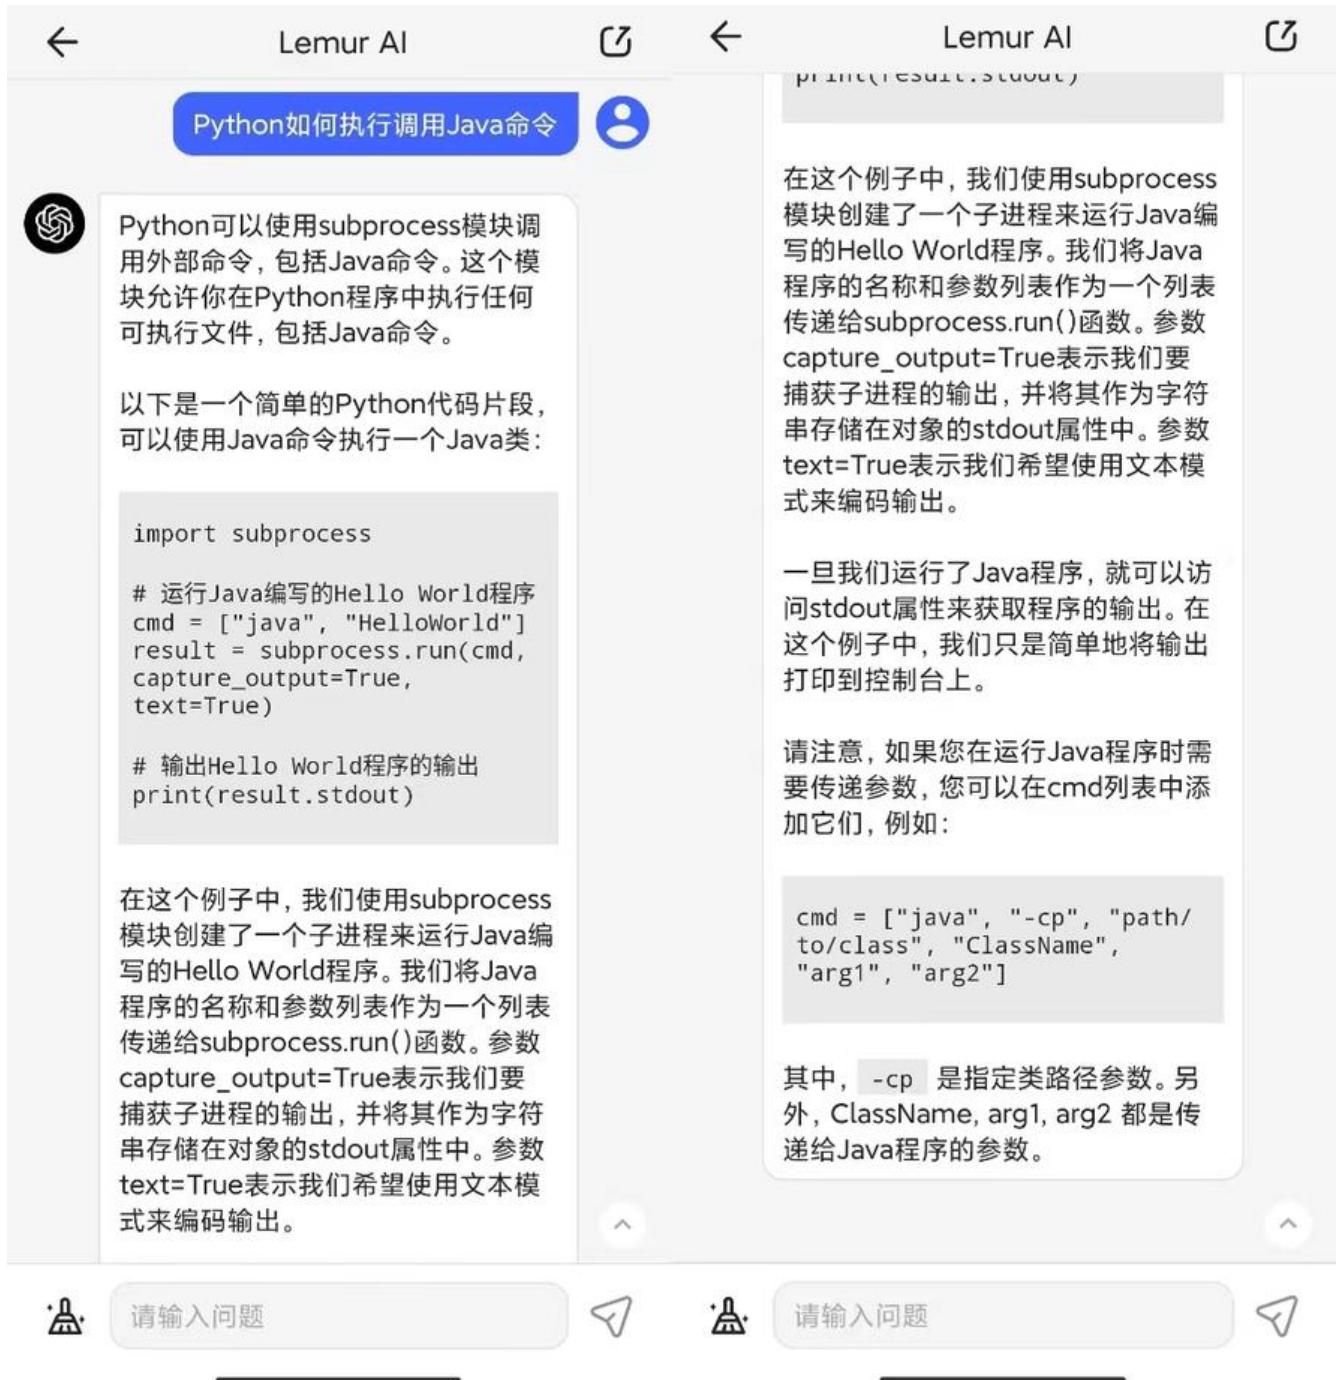 Lemur AI
Python如何执行调用Java命令
Python可以使用subprocess模块调
用外部命令，包括Java命令。这个模
块允许你在Python程序中执行任何
可执行文件，包括Java命令。
以下是一个简单的Python代码片段，
可以使用Java命令执行一个Java类：
import subprocess
# 运行Java编写的Hello World程序
cmd = ["java", "HelloWorld"]
result = subprocess.run(cmd,
capture_output=True,
text=True)
# 输出Hello World程序的输出
print(result.stdout)
在这个例子中，我们使用subprocess
模块创建了一个子进程来运行Java编
写的Hello World程序。我们将Java
程序的名称和参数列表作为一个列表
传递给subprocess.run()函数。参数
capture_output=True表示我们要
捕获子进程的输出，并将其作为字符
串存储在对象的stdout属性中。参数
text=True表示我们希望使用文本模
式来编码输出。
请输入问题
Lemur AI
print(result.stdout)
在这个例子中，我们使用subprocess
模块创建了一个子进程来运行Java编
写的Hello World程序。我们将Java
程序的名称和参数列表作为一个列表
传递给subprocess.run()函数。参数
capture_output=True表示我们要
捕获子进程的输出，并将其作为字符
串存储在对象的stdout属性中。参数
text=True表示我们希望使用文本模
式来编码输出。
一旦我们运行了Java程序，就可以访
问stdout属性来获取程序的输出。在
这个例子中，我们只是简单地将输出
打印到控制台上。
请注意，如果您在运行Java程序时需
要传递参数，您可以在cmd列表中添
加它们，例如：
cmd = ["java", "-cp", "path/
to/class", "ClassName",
"arg1", "arg2"]
其中， -cp 是指定类路径参数。另
外，ClassName, arg1, arg2 都是传
递给Java程序的参数。
请输入问题